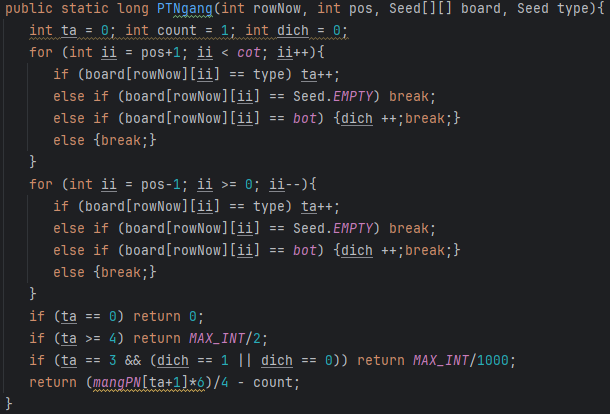 public static long PTNgang(int rowNow, int pos, Seed[][] board, Seed type){
int ta = 0; int count = 1; int dich = 0;
for (int ii = pos+1; ii < cot; ii++){
if (board[rowNow][ii] == type) ta++;
else if (board[rowNow][ii] == Seed.EMPTY) break;
else if (board[rowNow][ii] == bot) {dich ++;break;}
else {break;}
}
for (int ii = pos-1; ii >= 0; ii--){
if (board[rowNow][ii] == type) ta++;
else if (board[rowNow][ii] == Seed.EMPTY) break;
else if (board[rowNow][ii] == bot) {dich ++;break;}
else {break;}
}
if (ta == 0) return 0;
if (ta >= 4) return MAX_INT/2;
if (ta == 3 && (dich == 1 || dich == 0)) return MAX_INT/1000;
return (mangPN[ta+1]*6)/4 - count;
}